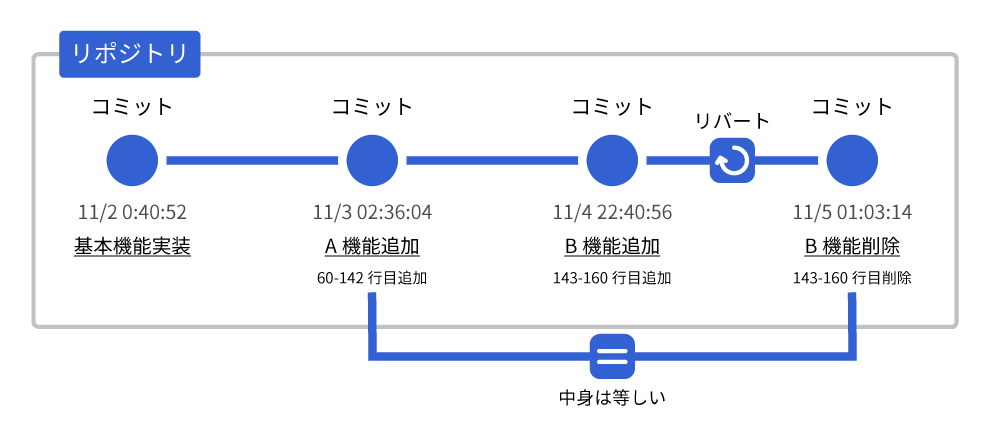 リポジトリ
コミット
コミット
コミット
リバート
コミット
11/2 0:40:52
11/3 02:36:04
11/4 22:40:56
11/5 01:03:14
基本機能実装
A 機能追加
B 機能追加
B 機能削除
60-142 行目追加
143-160 行目追加
143-160 行目削除
中身は等しい